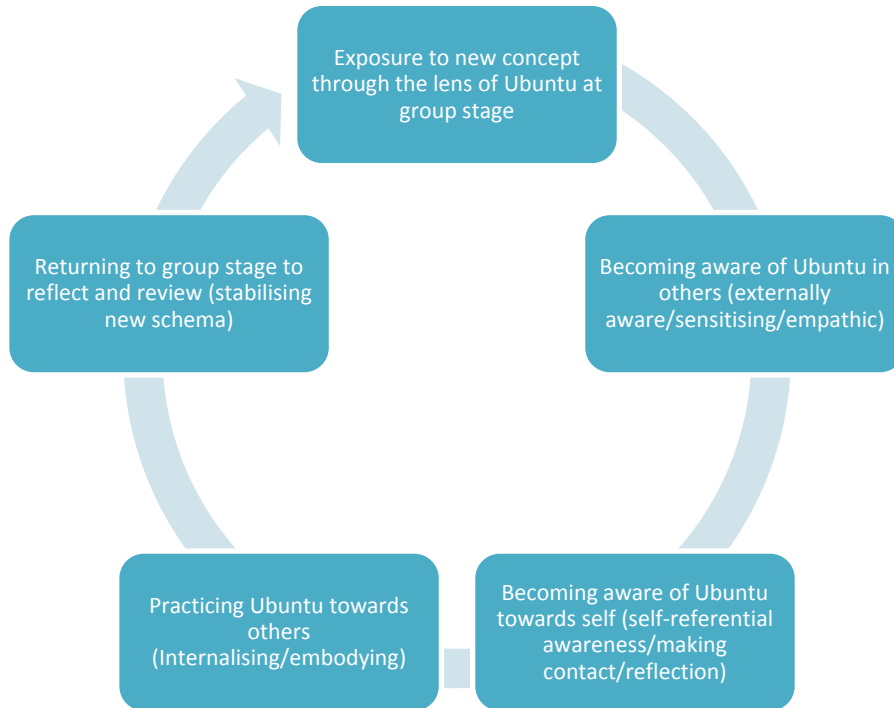 Exposure to new concept
through the lens of Ubuntu at
group stage
Becoming aware of Ubuntu in
others (externally
aware/sensitising/empathic)
Becoming aware of Ubuntu
towards self (self-referential
awareness/making
contact/reflection)
Practicing Ubuntu towards
others
(Internalising/embodying)
Returning to group stage to
reflect and review (stabilising
new schema)